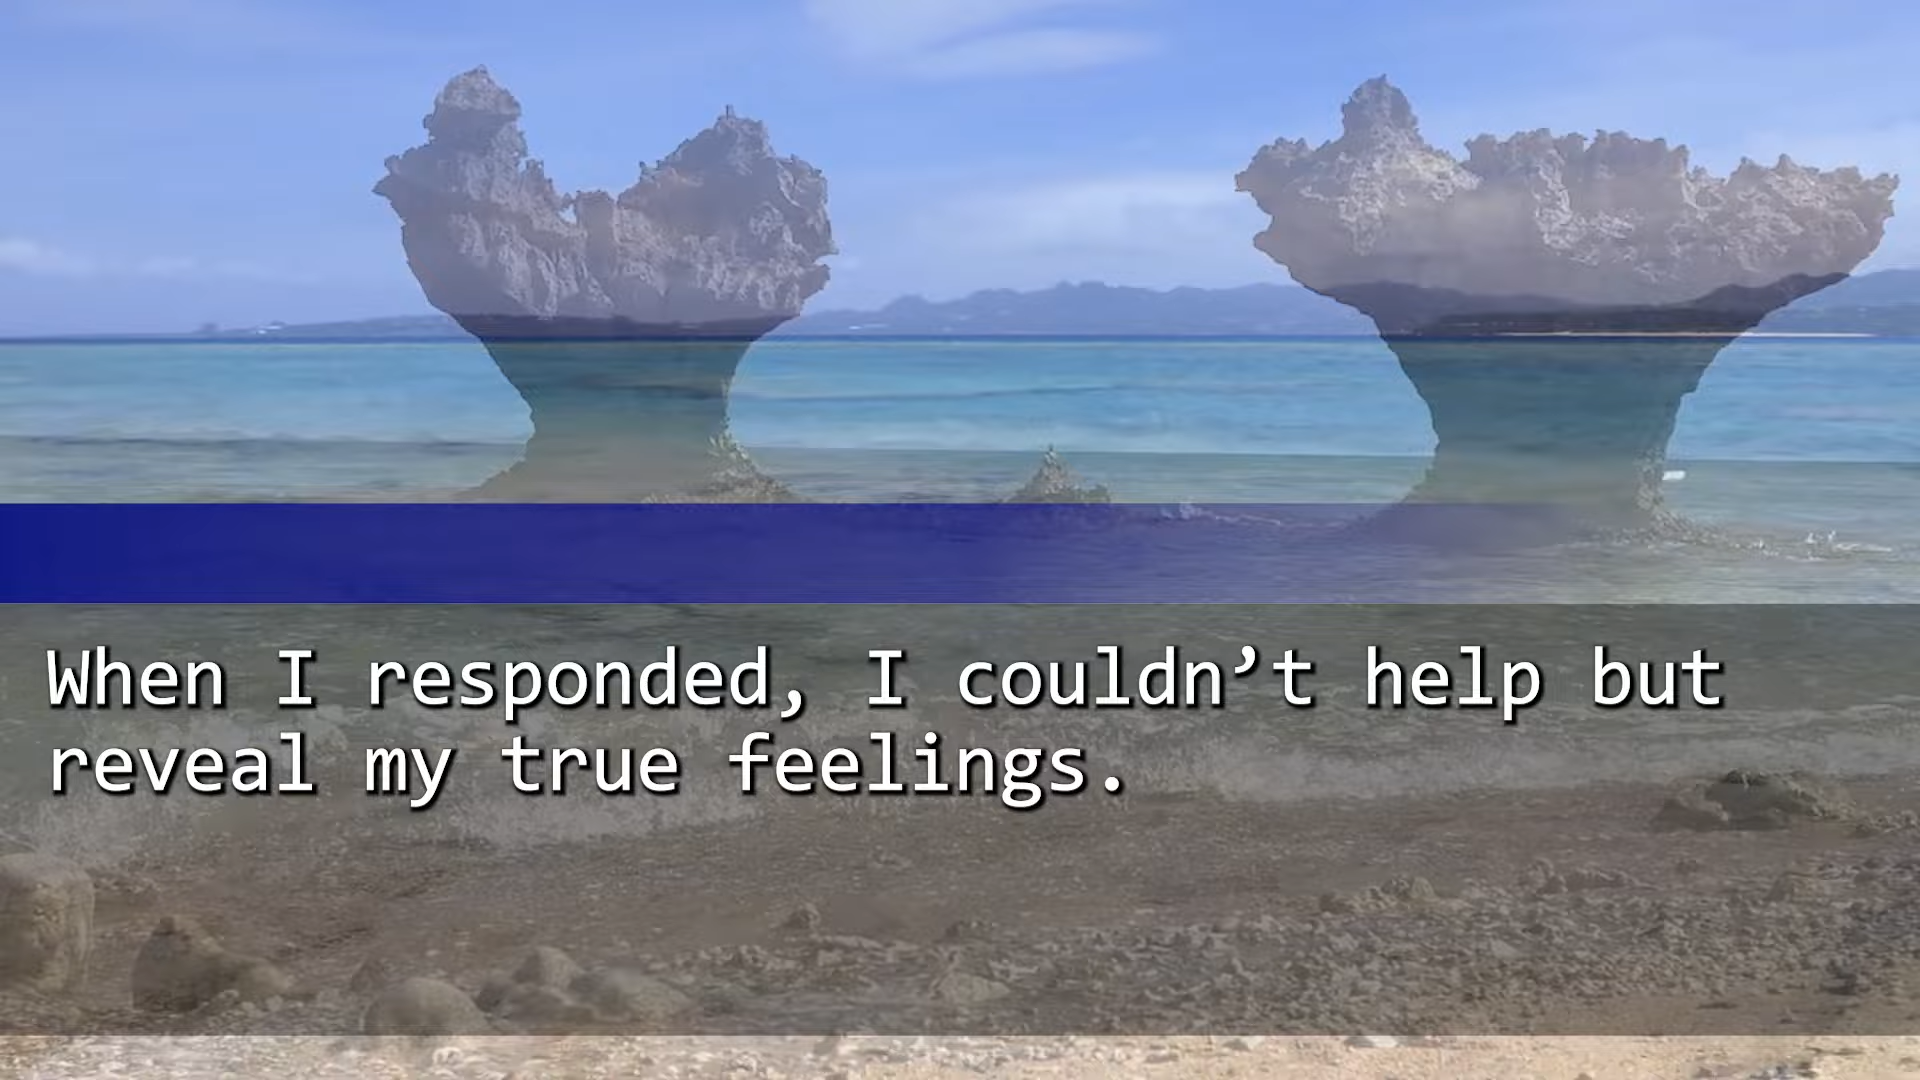 When I responded, I couldn’t help but
reveal my true feelings.